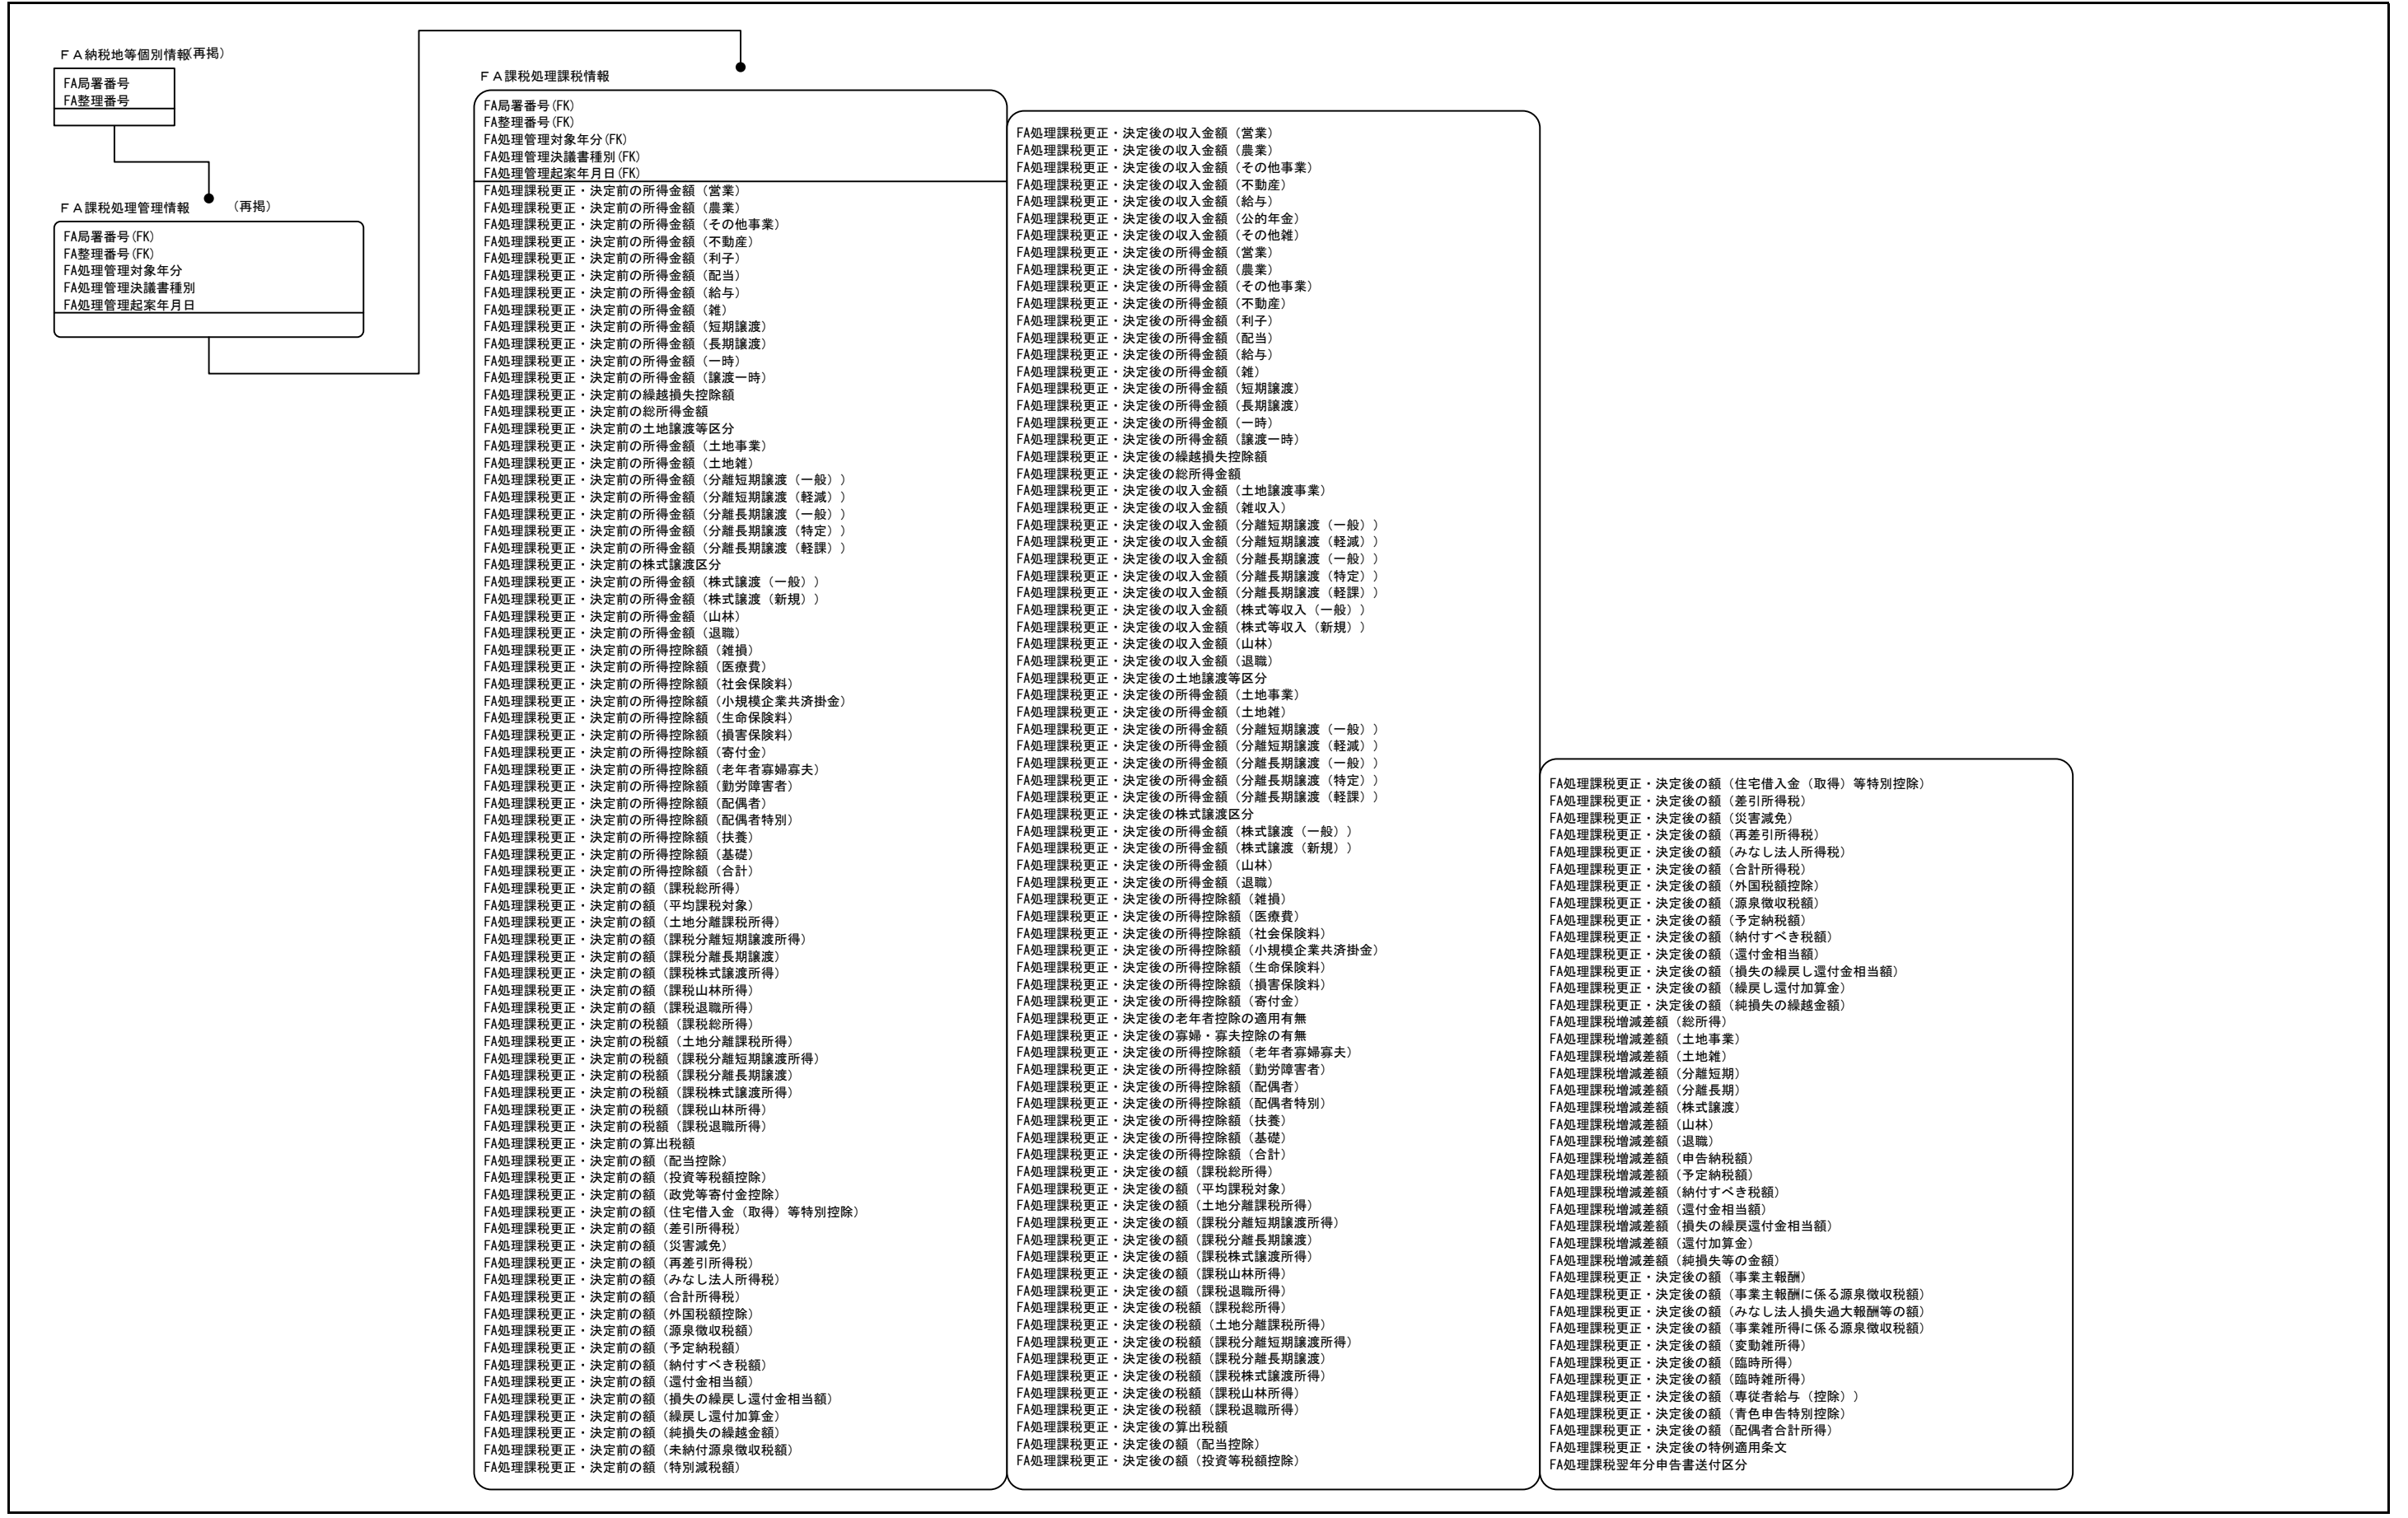 ＦＡ納税地等個別情報(再掲)
FA局署番号
FA整理番号
ＦＡ課税処理管理情報　（再掲）
FA局署番号(FK)
FA整理番号(FK)
FA処理管理対象年分
FA処理管理決議書種別
FA処理管理起案年月日
ＦＡ課税処理課税情報
FA局署番号(FK)
FA整理番号(FK)
FA処理管理対象年分(FK)
FA処理管理決議書種別(FK)
FA処理管理起案年月日(FK)
FA処理課税更正・決定前の所得金額（営業）
FA処理課税更正・決定前の所得金額（農業）
FA処理課税更正・決定前の所得金額（その他事業）
FA処理課税更正・決定前の所得金額（不動産）
FA処理課税更正・決定前の所得金額（利子）
FA処理課税更正・決定前の所得金額（配当）
FA処理課税更正・決定前の所得金額（給与）
FA処理課税更正・決定前の所得金額（雑）
FA処理課税更正・決定前の所得金額（短期譲渡）
FA処理課税更正・決定前の所得金額（長期譲渡）
FA処理課税更正・決定前の所得金額（一時）
FA処理課税更正・決定前の所得金額（譲渡一時）
FA処理課税更正・決定前の繰越損失控除額
FA処理課税更正・決定前の総所得金額
FA処理課税更正・決定前の土地譲渡等区分
FA処理課税更正・決定前の所得金額（土地事業）
FA処理課税更正・決定前の所得金額（土地雑）
FA処理課税更正・決定前の所得金額（分離短期譲渡（一般））
FA処理課税更正・決定前の所得金額（分離短期譲渡（軽減））
FA処理課税更正・決定前の所得金額（分離長期譲渡（一般））
FA処理課税更正・決定前の所得金額（分離長期譲渡（特定））
FA処理課税更正・決定前の所得金額（分離長期譲渡（軽課））
FA処理課税更正・決定前の株式譲渡区分
FA処理課税更正・決定前の所得金額（株式譲渡（一般））
FA処理課税更正・決定前の所得金額（株式譲渡（新規））
FA処理課税更正・決定前の所得金額（山林）
FA処理課税更正・決定前の所得金額（退職）
FA処理課税更正・決定前の所得控除額（雑損）
FA処理課税更正・決定前の所得控除額（医療費）
FA処理課税更正・決定前の所得控除額（社会保険料）
FA処理課税更正・決定前の所得控除額（小規模企業共済掛金）
FA処理課税更正・決定前の所得控除額（生命保険料）
FA処理課税更正・決定前の所得控除額（損害保険料）
FA処理課税更正・決定前の所得控除額（寄付金）
FA処理課税更正・決定前の所得控除額（老年者寡婦寡夫）
FA処理課税更正・決定前の所得控除額（勤労障害者）
FA処理課税更正・決定前の所得控除額（配偶者）
FA処理課税更正・決定前の所得控除額（配偶者特別）
FA処理課税更正・決定前の所得控除額（扶養）
FA処理課税更正・決定前の所得控除額（基礎）
FA処理課税更正・決定前の所得控除額（合計）
FA処理課税更正・決定前の額（課税総所得）
FA処理課税更正・決定前の額（平均課税対象）
FA処理課税更正・決定前の額（土地分離課税所得）
FA処理課税更正・決定前の額（課税分離短期譲渡所得）
FA処理課税更正・決定前の額（課税分離長期譲渡）
FA処理課税更正・決定前の額（課税株式譲渡所得）
FA処理課税更正・決定前の額（課税山林所得）
FA処理課税更正・決定前の額（課税退職所得）
FA処理課税更正・決定前の税額（課税総所得）
FA処理課税更正・決定前の税額（土地分離課税所得）
FA処理課税更正・決定前の税額（課税分離短期譲渡所得）
FA処理課税更正・決定前の税額（課税分離長期譲渡）
FA処理課税更正・決定前の税額（課税株式譲渡所得）
FA処理課税更正・決定前の税額（課税山林所得）
FA処理課税更正・決定前の税額（課税退職所得）
FA処理課税更正・決定前の算出税額
FA処理課税更正・決定前の額（配当控除）
FA処理課税更正・決定前の額（投資等税額控除）
FA処理課税更正・決定前の額（政党等寄付金控除）
FA処理課税更正・決定前の額（住宅借入金（取得）等特別控除）
FA処理課税更正・決定前の額（差引所得税）
FA処理課税更正・決定前の額（災害減免）
FA処理課税更正・決定前の額（再差引所得税）
FA処理課税更正・決定前の額（みなし法人所得税）
FA処理課税更正・決定前の額（合計所得税）
FA処理課税更正・決定前の額（外国税額控除）
FA処理課税更正・決定前の額（源泉徴収税額）
FA処理課税更正・決定前の額（予定納税額）
FA処理課税更正・決定前の額（納付すべき税額）
FA処理課税更正・決定前の額（還付金相当額）
FA処理課税更正・決定前の額（損失の繰戻し還付金相当額）
FA処理課税更正・決定前の額（繰戻し還付加算金）
FA処理課税更正・決定前の額（純損失の繰越金額）
FA処理課税更正・決定前の額（未納付源泉徴収税額）
FA処理課税更正・決定前の額（特別減税額）
FA処理課税更正・決定後の収入金額（営業）
FA処理課税更正・決定後の収入金額（農業）
FA処理課税更正・決定後の収入金額（その他事業）
FA処理課税更正・決定後の収入金額（不動産）
FA処理課税更正・決定後の収入金額（給与）
FA処理課税更正・決定後の収入金額（公的年金）
FA処理課税更正・決定後の収入金額（その他雑）
FA処理課税更正・決定後の所得金額（営業）
FA処理課税更正・決定後の所得金額（農業）
FA処理課税更正・決定後の所得金額（その他事業）
FA処理課税更正・決定後の所得金額（不動産）
FA処理課税更正・決定後の所得金額（利子）
FA処理課税更正・決定後の所得金額（配当）
FA処理課税更正・決定後の所得金額（給与）
FA処理課税更正・決定後の所得金額（雑）
FA処理課税更正・決定後の所得金額（短期譲渡）
FA処理課税更正・決定後の所得金額（長期譲渡）
FA処理課税更正・決定後の所得金額（一時）
FA処理課税更正・決定後の所得金額（譲渡一時）
FA処理課税更正・決定後の繰越損失控除額
FA処理課税更正・決定後の総所得金額
FA処理課税更正・決定後の収入金額（土地譲渡事業）
FA処理課税更正・決定後の収入金額（雑収入）
FA処理課税更正・決定後の収入金額（分離短期譲渡（一般））
FA処理課税更正・決定後の収入金額（分離短期譲渡（軽減））
FA処理課税更正・決定後の収入金額（分離長期譲渡（一般））
FA処理課税更正・決定後の収入金額（分離長期譲渡（特定））
FA処理課税更正・決定後の収入金額（分離長期譲渡（軽課））
FA処理課税更正・決定後の収入金額（株式等収入（一般））
FA処理課税更正・決定後の収入金額（株式等収入（新規））
FA処理課税更正・決定後の収入金額（山林）
FA処理課税更正・決定後の収入金額（退職）
FA処理課税更正・決定後の土地譲渡等区分
FA処理課税更正・決定後の所得金額（土地事業）
FA処理課税更正・決定後の所得金額（土地雑）
FA処理課税更正・決定後の所得金額（分離短期譲渡（一般））
FA処理課税更正・決定後の所得金額（分離短期譲渡（軽減））
FA処理課税更正・決定後の所得金額（分離長期譲渡（一般））
FA処理課税更正・決定後の所得金額（分離長期譲渡（特定））
FA処理課税更正・決定後の所得金額（分離長期譲渡（軽課））
FA処理課税更正・決定後の株式譲渡区分
FA処理課税更正・決定後の所得金額（株式譲渡（一般））
FA処理課税更正・決定後の所得金額（株式譲渡（新規））
FA処理課税更正・決定後の所得金額（山林）
FA処理課税更正・決定後の所得金額（退職）
FA処理課税更正・決定後の所得控除額（雑損）
FA処理課税更正・決定後の所得控除額（医療費）
FA処理課税更正・決定後の所得控除額（社会保険料）
FA処理課税更正・決定後の所得控除額（小規模企業共済掛金）
FA処理課税更正・決定後の所得控除額（生命保険料）
FA処理課税更正・決定後の所得控除額（損害保険料）
FA処理課税更正・決定後の所得控除額（寄付金）
FA処理課税更正・決定後の老年者控除の適用有無
FA処理課税更正・決定後の寡婦・寡夫控除の有無
FA処理課税更正・決定後の所得控除額（老年者寡婦寡夫）
FA処理課税更正・決定後の所得控除額（勤労障害者）
FA処理課税更正・決定後の所得控除額（配偶者）
FA処理課税更正・決定後の所得控除額（配偶者特別）
FA処理課税更正・決定後の所得控除額（扶養）
FA処理課税更正・決定後の所得控除額（基礎）
FA処理課税更正・決定後の所得控除額（合計）
FA処理課税更正・決定後の額（課税総所得）
FA処理課税更正・決定後の額（平均課税対象）
FA処理課税更正・決定後の額（土地分離課税所得）
FA処理課税更正・決定後の額（課税分離短期譲渡所得）
FA処理課税更正・決定後の額（課税分離長期譲渡）
FA処理課税更正・決定後の額（課税株式譲渡所得）
FA処理課税更正・決定後の額（課税山林所得）
FA処理課税更正・決定後の額（課税退職所得）
FA処理課税更正・決定後の税額（課税総所得）
FA処理課税更正・決定後の税額（土地分離課税所得）
FA処理課税更正・決定後の税額（課税分離短期譲渡所得）
FA処理課税更正・決定後の税額（課税分離長期譲渡）
FA処理課税更正・決定後の税額（課税株式譲渡所得）
FA処理課税更正・決定後の税額（課税山林所得）
FA処理課税更正・決定後の税額（課税退職所得）
FA処理課税更正・決定後の算出税額
FA処理課税更正・決定後の額（配当控除）
FA処理課税更正・決定後の額（投資等税額控除）
FA処理課税更正・決定後の額（住宅借入金（取得）等特別控除）
FA処理課税更正・決定後の額（差引所得税）
FA処理課税更正・決定後の額（災害減免）
FA処理課税更正・決定後の額（再差引所得税）
FA処理課税更正・決定後の額（みなし法人所得税）
FA処理課税更正・決定後の額（合計所得税）
FA処理課税更正・決定後の額（外国税額控除）
FA処理課税更正・決定後の額（源泉徴収税額）
FA処理課税更正・決定後の額（予定納税額）
FA処理課税更正・決定後の額（納付すべき税額）
FA処理課税更正・決定後の額（還付金相当額）
FA処理課税更正・決定後の額（損失の繰戻し還付金相当額）
FA処理課税更正・決定後の額（繰戻し還付加算金）
FA処理課税更正・決定後の額（純損失の繰越金額）
FA処理課税増減差額（総所得）
FA処理課税増減差額（土地事業）
FA処理課税増減差額（土地雑）
FA処理課税増減差額（分離短期）
FA処理課税増減差額（分離長期）
FA処理課税増減差額（株式譲渡）
FA処理課税増減差額（山林）
FA処理課税増減差額（退職）
FA処理課税増減差額（申告納税額）
FA処理課税増減差額（予定納税額）
FA処理課税増減差額（納付すべき税額）
FA処理課税増減差額（還付金相当額）
FA処理課税増減差額（損失の繰戻還付金相当額）
FA処理課税増減差額（還付加算金）
FA処理課税増減差額（純損失等の金額）
FA処理課税更正・決定後の額（事業主報酬）
FA処理課税更正・決定後の額（事業主報酬に係る源泉徴収税額）
FA処理課税更正・決定後の額（みなし法人損失過大報酬等の額）
FA処理課税更正・決定後の額（事業雑所得に係る源泉徴収税額）
FA処理課税更正・決定後の額（変動雑所得）
FA処理課税更正・決定後の額（臨時所得）
FA処理課税更正・決定後の額（臨時雑所得）
FA処理課税更正・決定後の額（専従者給与（控除））
FA処理課税更正・決定後の額（青色申告特別控除）
FA処理課税更正・決定後の額（配偶者合計所得）
FA処理課税更正・決定後の特例適用条文
FA処理課税翌年分申告書送付区分